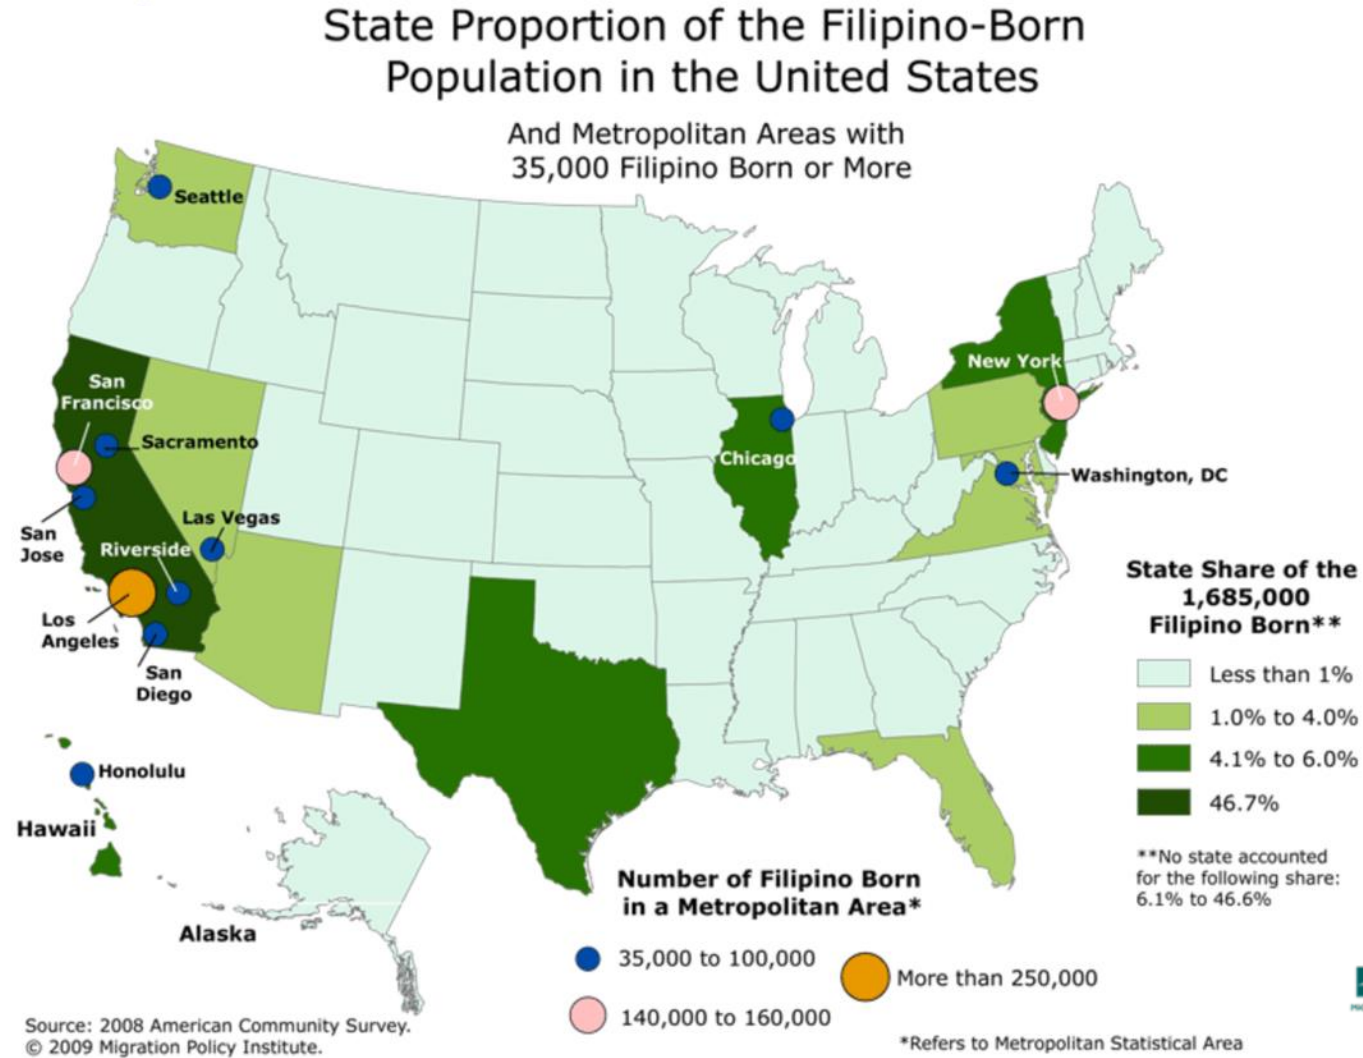 State Proportion of the Filipino-Born
Population in the United States
And Metropolitan Areas with
35,000 Filipino Born or More
Seattle
San
Francisco
Sacramento
San
Jose
Las Vegas
Riverside
Los
Angeles
San
Diego
New York
Chicago
Washington, DC
Honolulu
Hawaii
Alaska
State Share of the
1,685,000
Filipino Born**
Less than 1%
1.0% to 4.0%
4.1% to 6.0%
46.7%
**No state accounted
for the following share:
6.1% to 46.6%
Number of Filipino Born
in a Metropolitan Area*
35,000 to 100,000
More than 250,000
140,000 to 160,000
Source: 2008 American Community Survey.
© 2009 Migration Policy Institute.
*Refers to Metropolitan Statistical Area